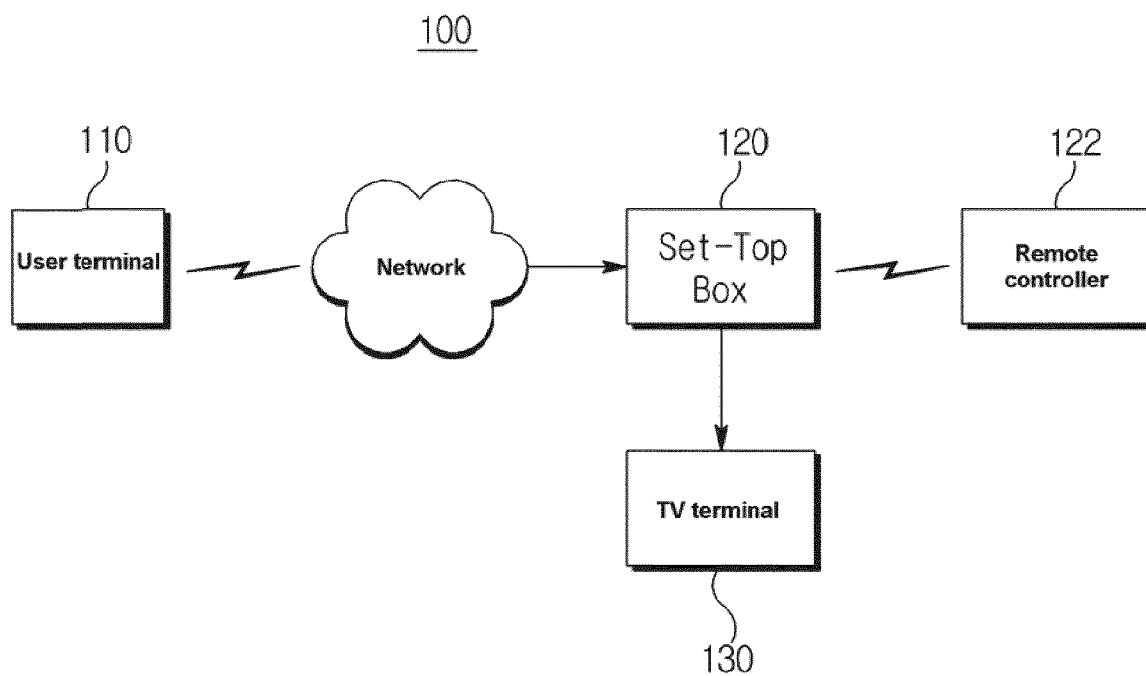 100
110
120
122
User terminal
Network
Set-Top
Box
Remote
controller
TV terminal
130